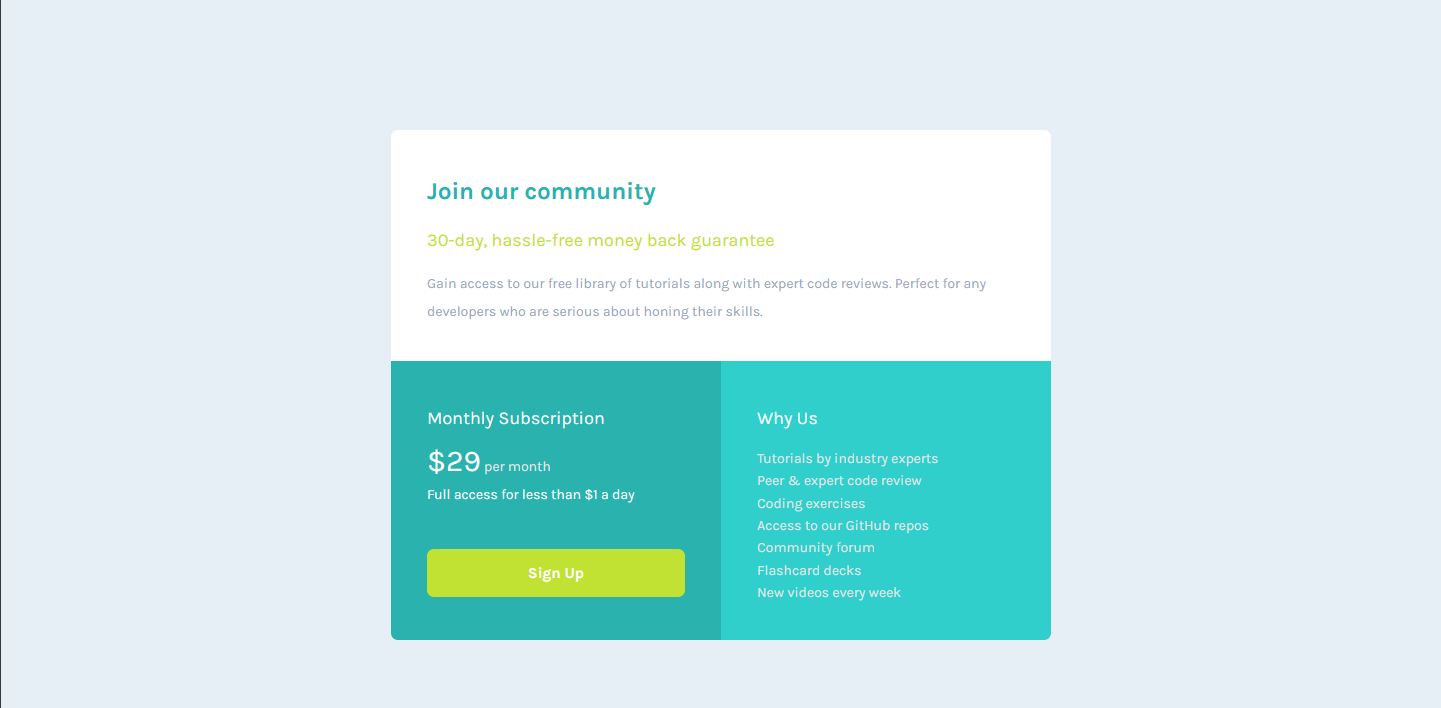 Join our community
30-day, hassle-free money back guarantee
Gain access to our free library of tutorials along with expert code reviews. Perfect for any
developers who are serious about honing their skills.
Monthly Subscription
$29 per month
Full access for less than $1 a day
Sign Up
Why Us
Tutorials by industry experts
Peer & expert code review
Coding exercises
Access to our GitHub repos
Community forum
Flashcard decks
New videos every week